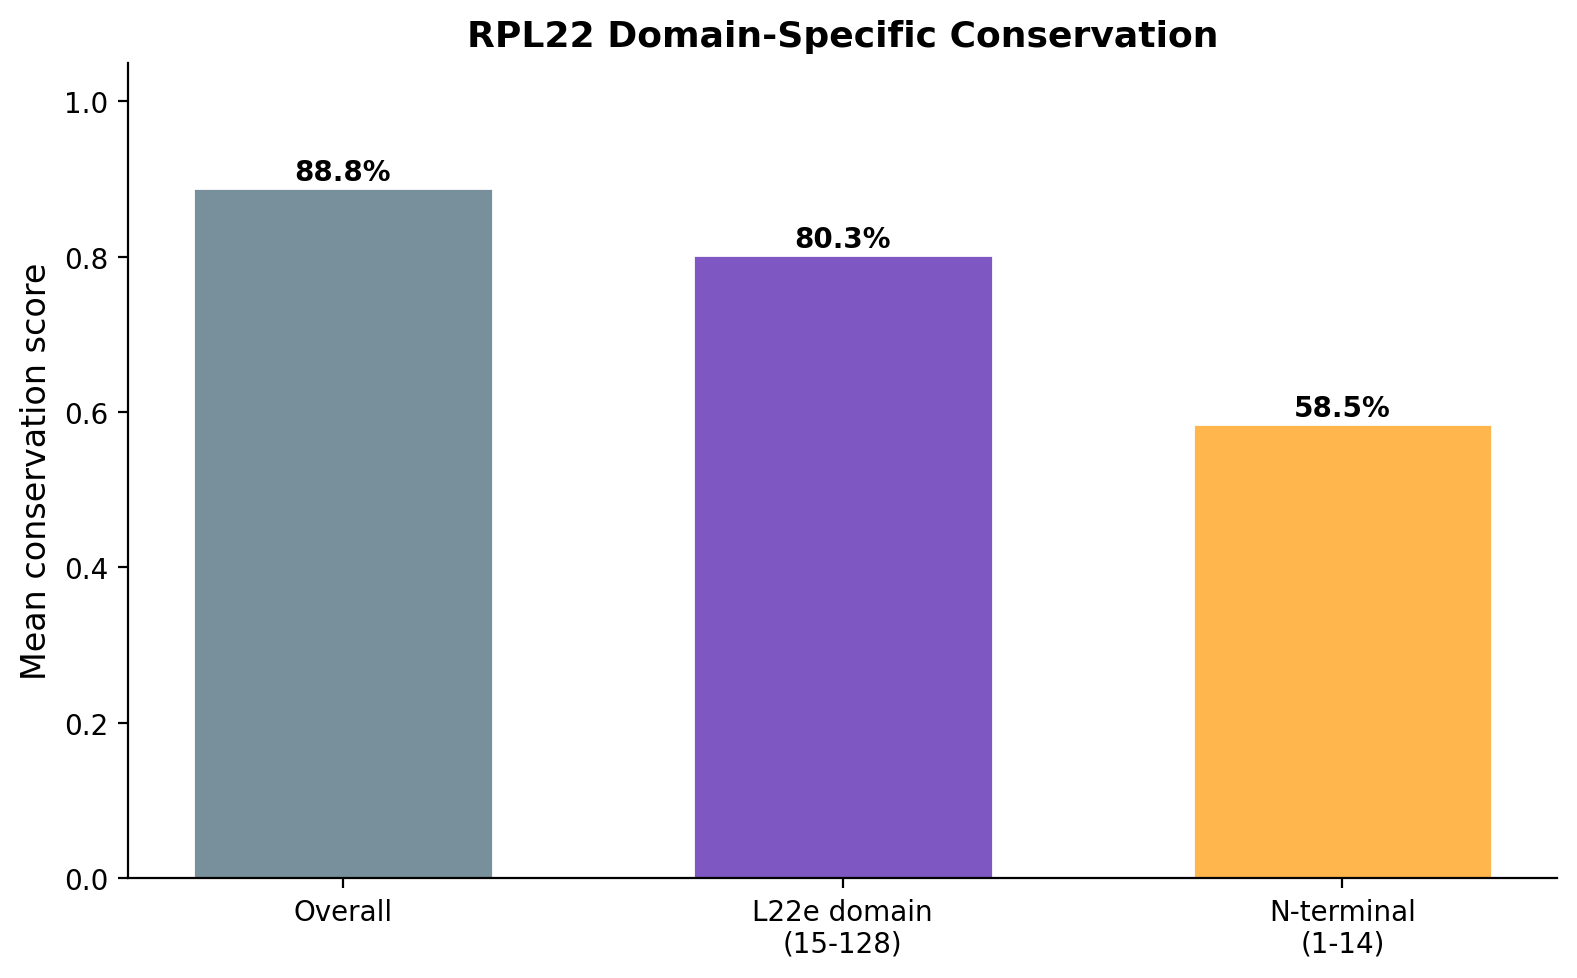 RPL22 Domain-Specific Conservation
Mean conservation score
1.0
0.8
0.6
0.4
0.2
0.0
88.8%
80.3%
58.5%
Overall
L22e domain
(15-128)
N-terminal
(1-14)